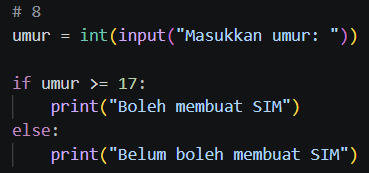 # 8
umur = int(input("Masukkan umur: "))

if umur >= 17:
    print("Boleh membuat SIM")
else:
    print("Belum boleh membuat SIM")